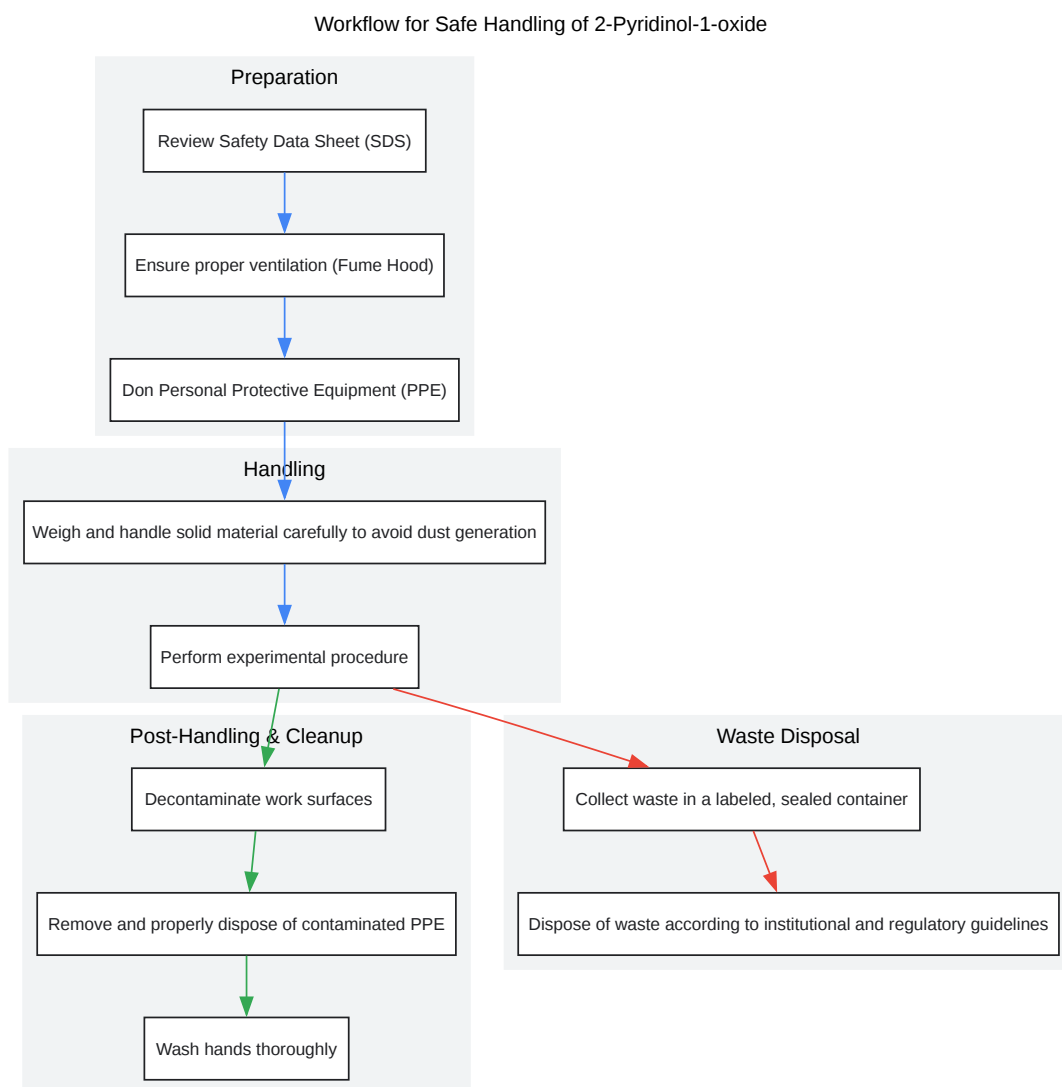 Workflow for Safe Handling of 2-Pyridinol-1-oxide
Preparation
Review Safety Data Sheet (SDS)
Ensure proper ventilation (Fume Hood)
Don Personal Protective Equipment (PPE)
Handling
Weigh and handle solid material carefully to avoid dust generation
Perform experimental procedure
Post-Handling & Cleanup
Decontaminate work surfaces
Remove and properly dispose of contaminated PPE
Wash hands thoroughly
Waste Disposal
Collect waste in a labeled, sealed container
Dispose of waste according to institutional and regulatory guidelines